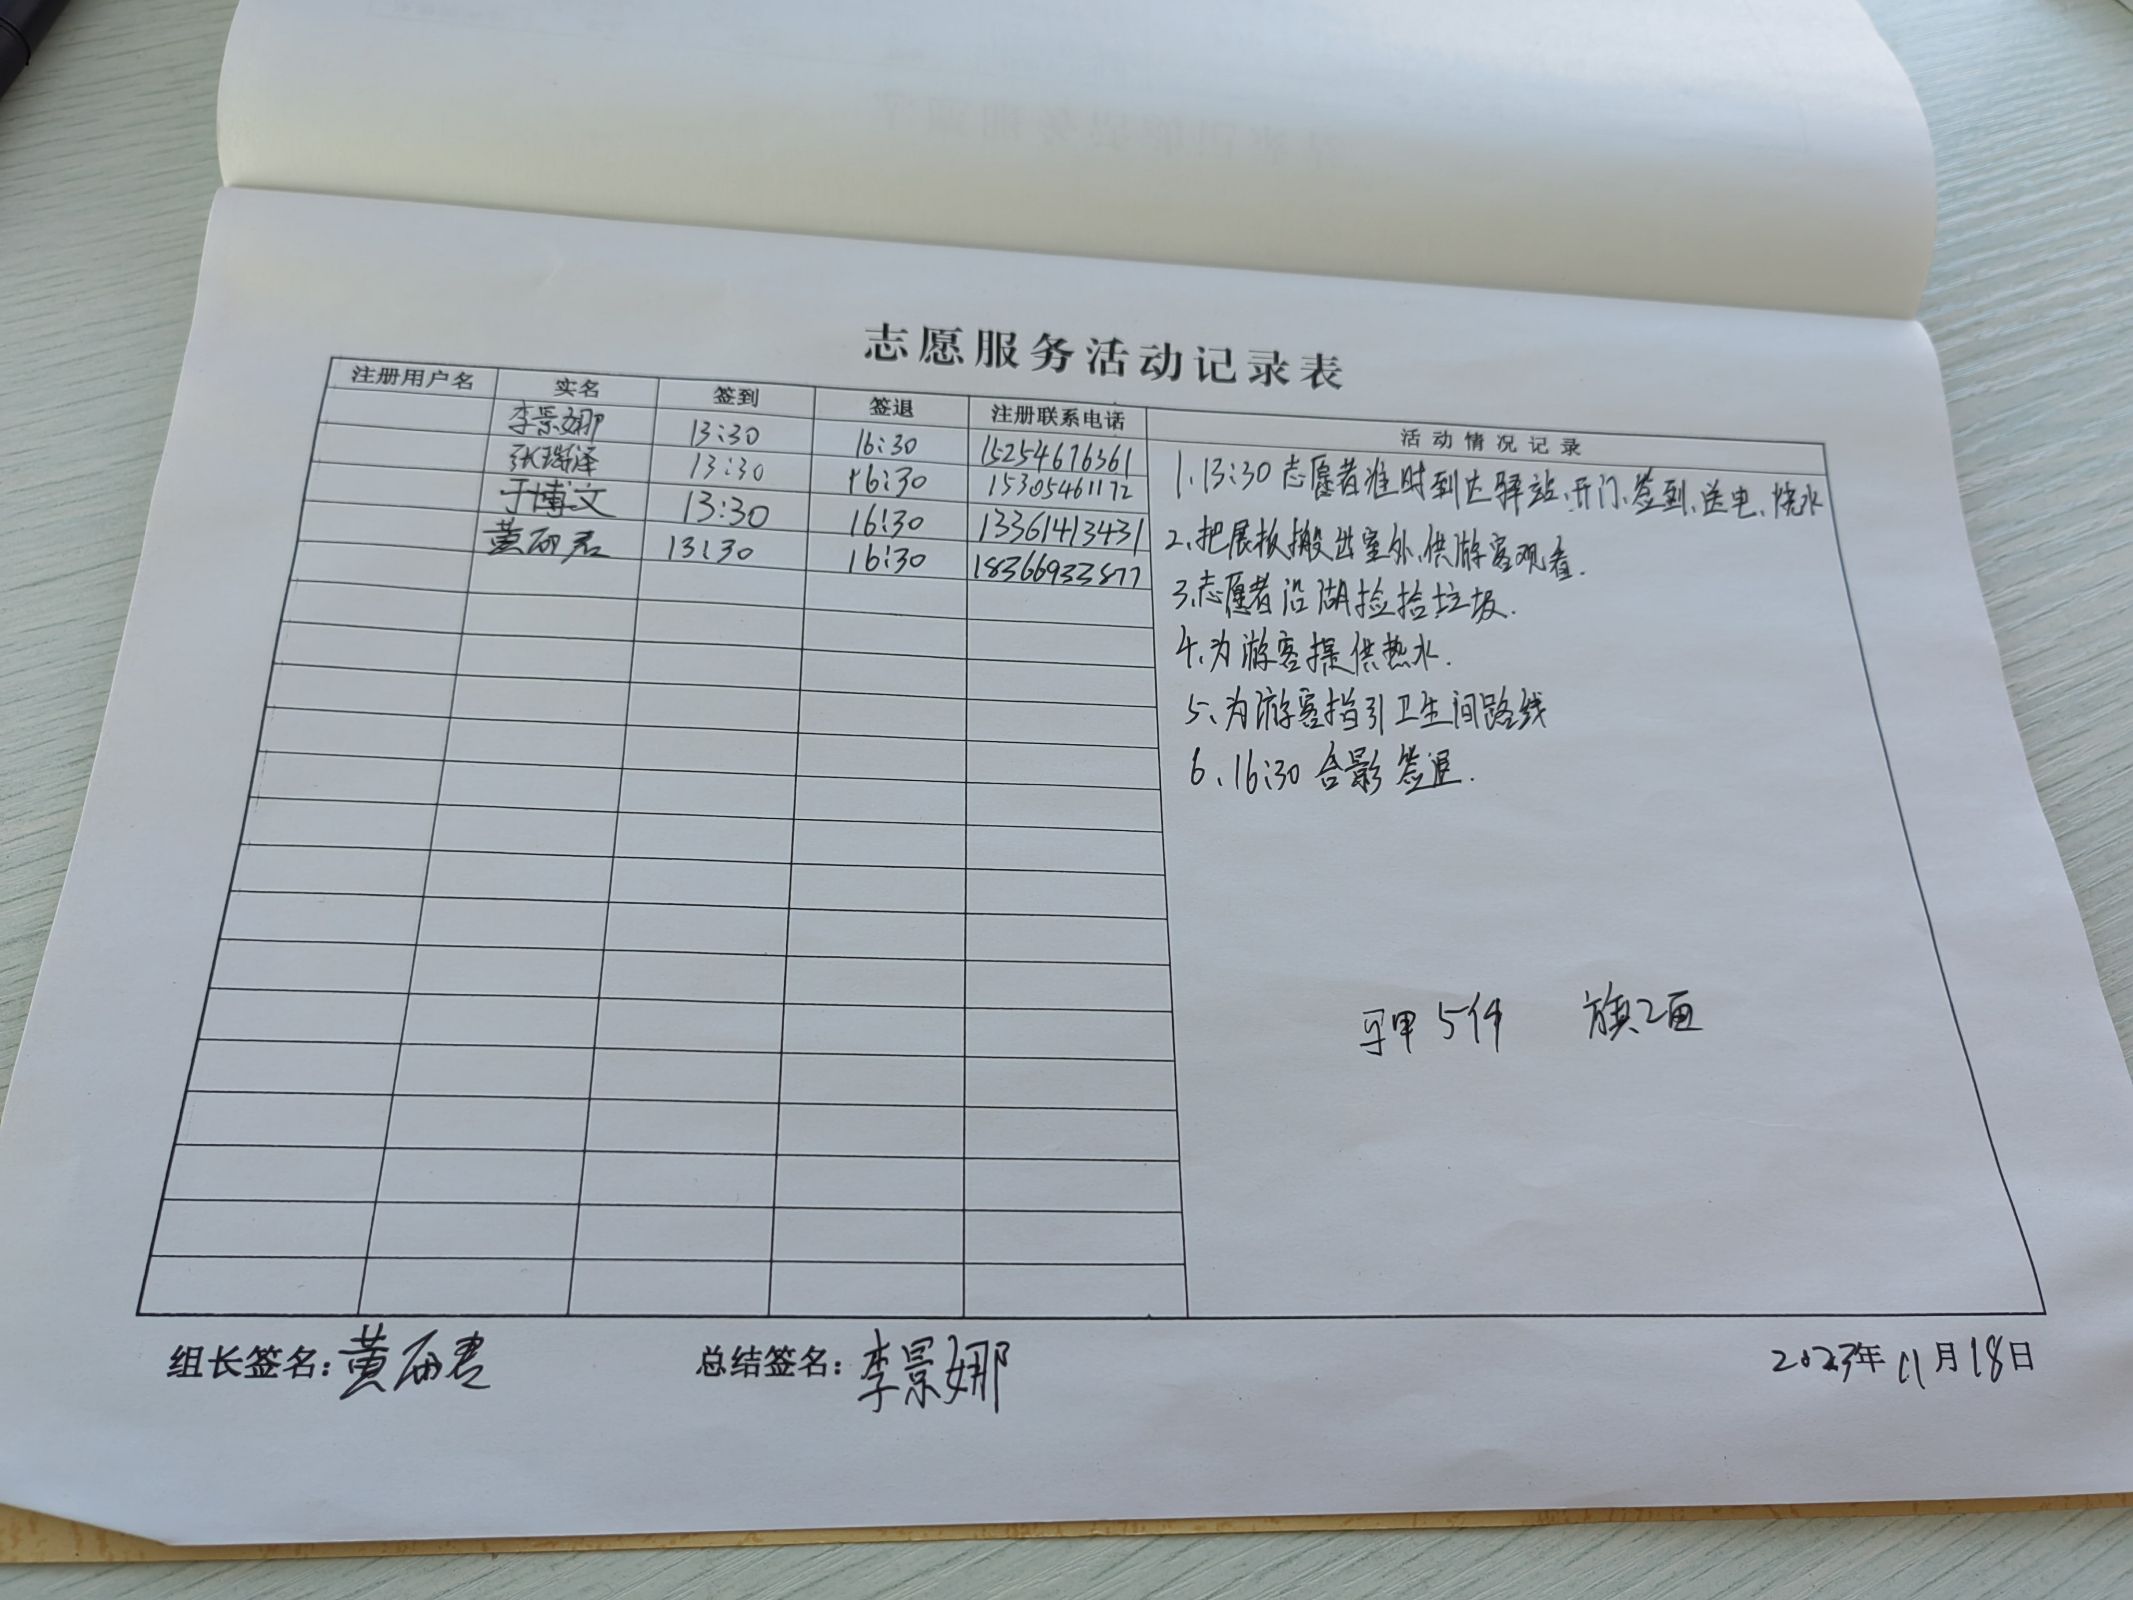 志愿服务活动记录表
注册用户名 实名 签到 签退 注册联系电话 活动情况记录
李景娜 13:30 16:30 15254676361
张瑞泽 13:30 16:30 15305461172
于博文 13:30 16:30 13361413431
黄丽君 13:30 16:30 18366933877
1、13:30志愿者准时到达驿站、开门、签到、送电、烧水
2、把展板搬出室外、供游客观看.
3、志愿者沿湖捡拾垃圾.
4、为游客提供热水.
5、为游客指引卫生间路线
6、16:30合影签退.
马甲5件 旗2面
组长签名:黄丽君 总结签名:李景娜 2023年11月18日